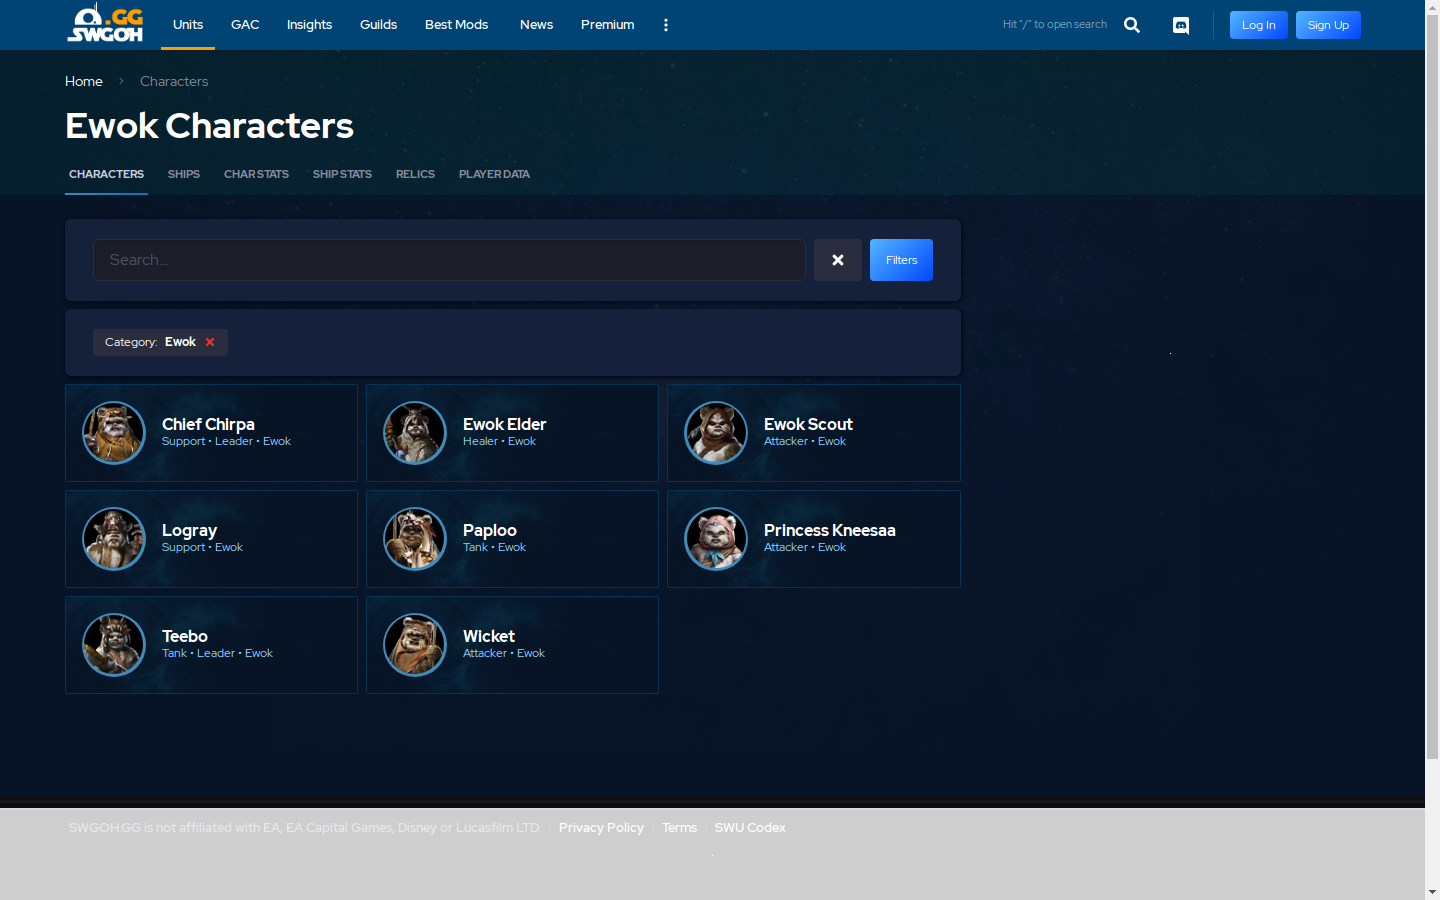 .GG
SWGOH
Units
GAC
Insights
Guilds
Best Mods
News
Premium
Hit "/" to open search
Log In
Sign Up
Home
Characters
Ewok Characters
CHARACTERS
SHIPS
CHAR STATS
SHIP STATS
RELICS
PLAYER DATA
Search...
Filters
Category: Ewok
Chief Chirpa
Support • Leader • Ewok
Ewok Elder
Healer • Ewok
Ewok Scout
Attacker • Ewok
Logray
Support • Ewok
Paploo
Tank • Ewok
Princess Kneesaa
Attacker • Ewok
Teebo
Tank • Leader • Ewok
Wicket
Attacker • Ewok
SWGOH.GG is not affiliated with EA, EA Capital Games, Disney or Lucasfilm LTD. | Privacy Policy | Terms | SWU Codex